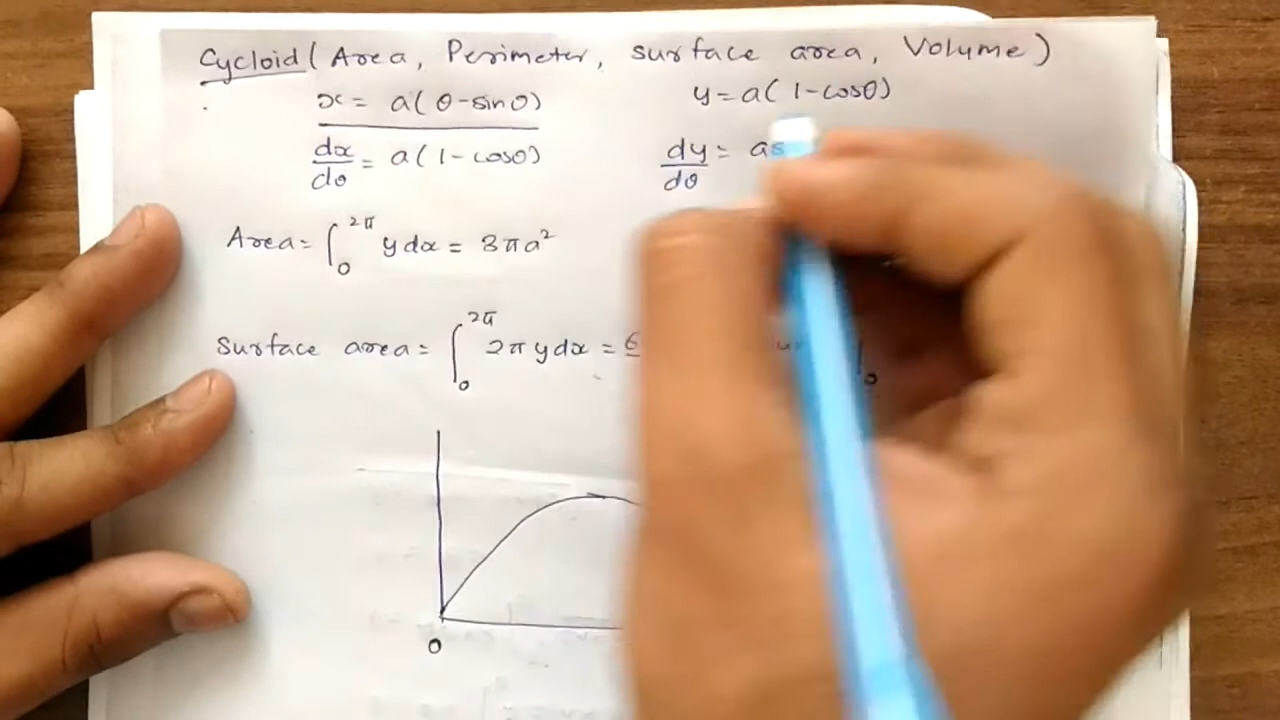 Cycloid (Area, Perimeter, surface area, Volume)
x = a(θ-sinθ) y = a(1-cosθ)
dx/dθ = a(1-cosθ) dy/dθ = as
Area = ∫₀^2π y dx = 3πa²
Surface area = ∫₀^2π 2π y dx = 6
0